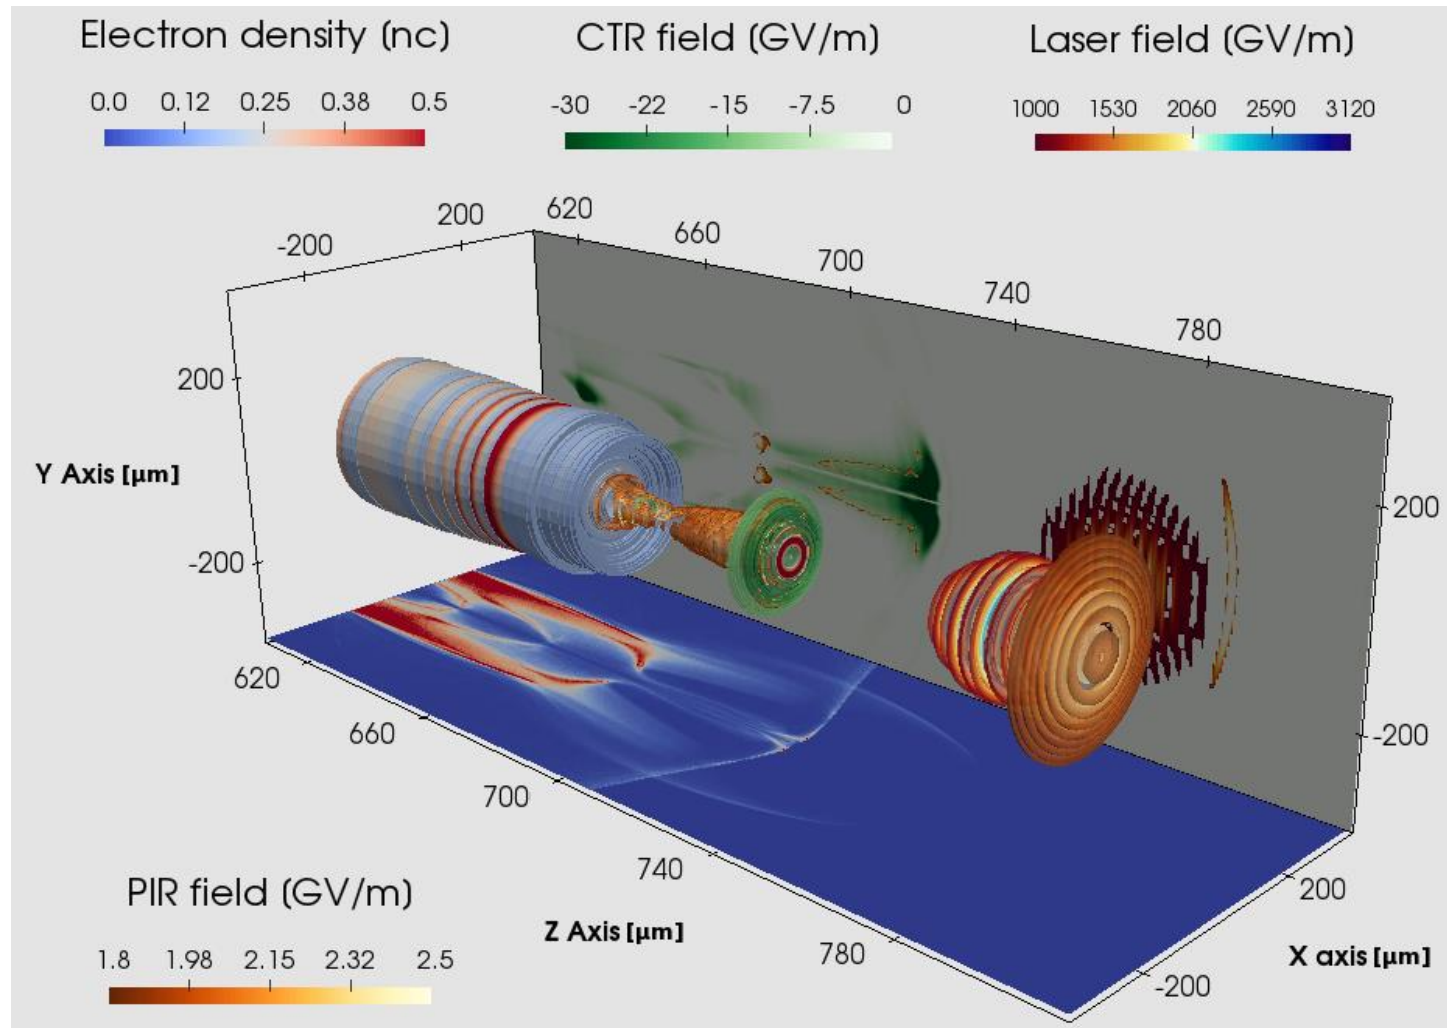 Electron density (nc)
0.0 0.12 0.25 0.38 0.5
CTR field (GV/m)
-30 -22 -15 -7.5 0
Laser field (GV/m)
1000 1530 2060 2590 3120
-200 200
620 660 700 740 780
200
Y Axis [µm]
-200
200
-200
620 660 700 740 780
Z Axis [µm]
200
X axis [µm]
-200
PIR field (GV/m)
1.8 1.98 2.15 2.32 2.5